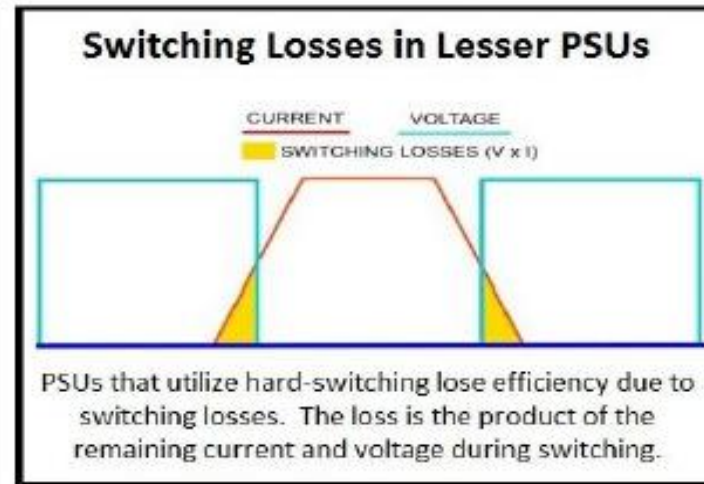 Switching Losses in Lesser PSUs
CURRENT VOLTAGE
SWITCHING LOSSES (V x I)
PSUs that utilize hard-switching lose efficiency due to
switching losses. The loss is the product of the
remaining current and voltage during switching.